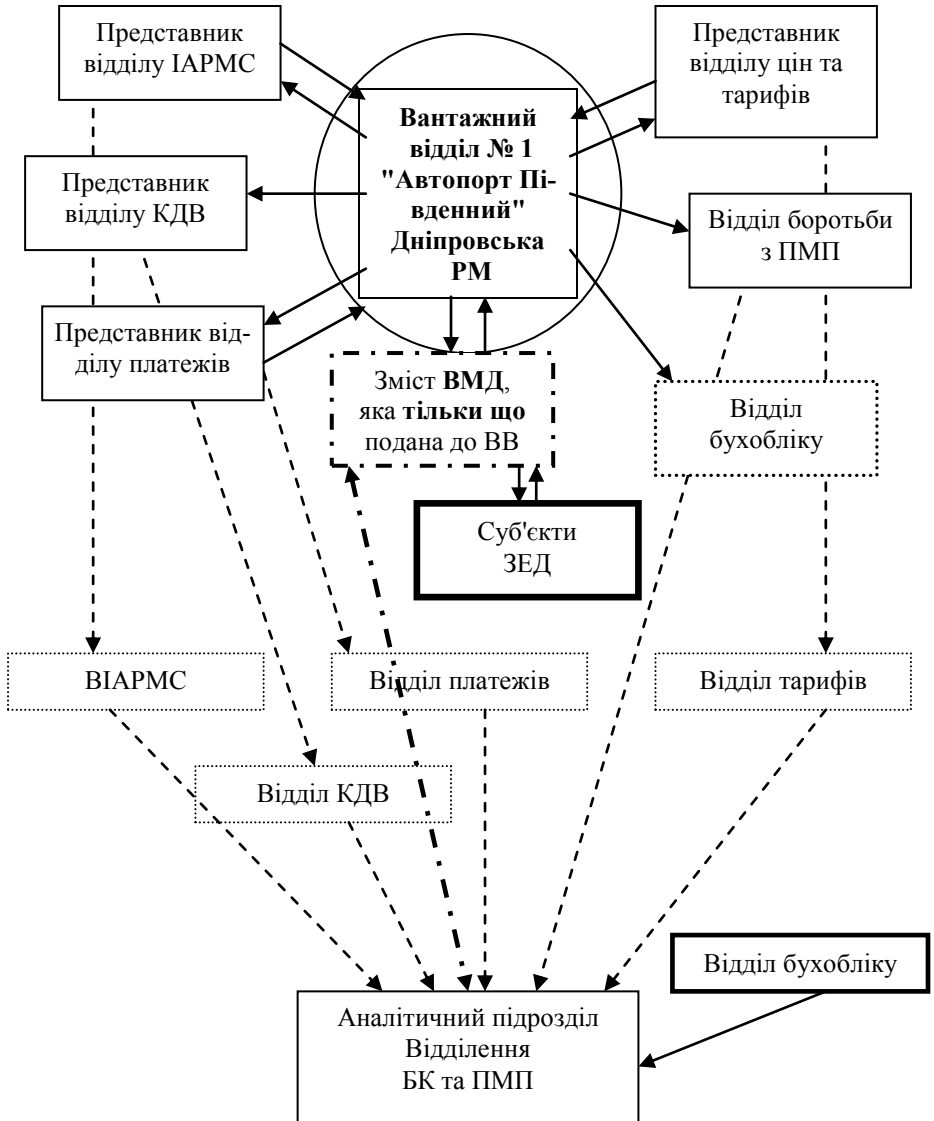 Представник
відділу ІАРМС
Представник
відділу цін та
тарифів
Вантажний
відділ № 1
"Автопорт Пі-
вденний"
Дніпровська
РМ
Представник
відділу КДВ
Відділ боротьби
з ПМП
Представник від-
ділу платежів
Зміст ВМД,
яка тільки що
подана до ВВ
Відділ
бухобліку
Суб'єкти
ЗЕД
ВІАРМС
Відділ платежів
Відділ тарифів
Відділ КДВ
Відділ бухобліку
Аналітичний підрозділ
Відділення
БК та ПМП